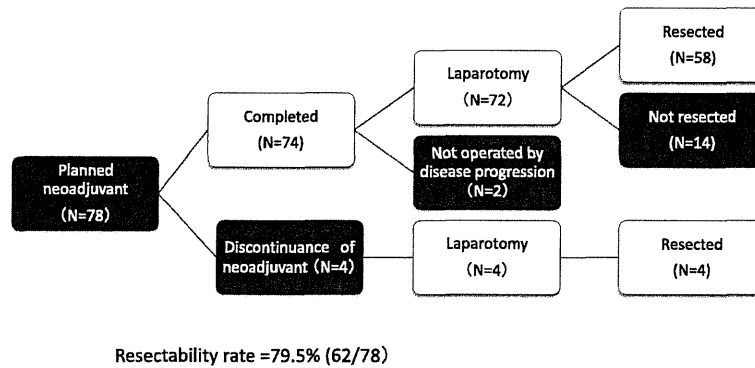 Planned
neoadjuvant
(N=78)
Completed
(N=74)
Discontinuance of
neoadjuvant (N=4)
Laparotomy
(N=72)
Not operated by
disease progression
(N=2)
Laparotomy
(N=4)
Resected
(N=58)
Not resected
(N=14)
Resected
(N=4)
Resectability rate =79.5% (62/78)